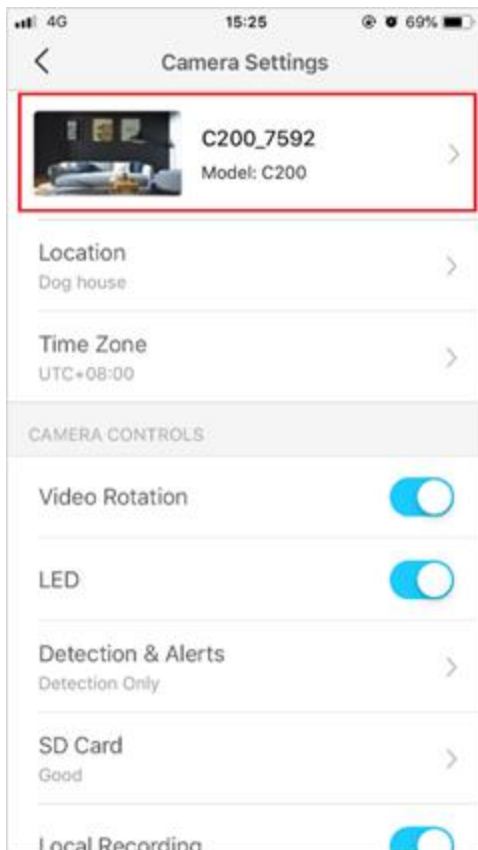 4G 15:25 69%
Camera Settings
C200_7592
Model: C200
Location
Dog house
Time Zone
UTC+08:00
CAMERA CONTROLS
Video Rotation
LED
Detection & Alerts
Detection Only
SD Card
Good
Local Recording